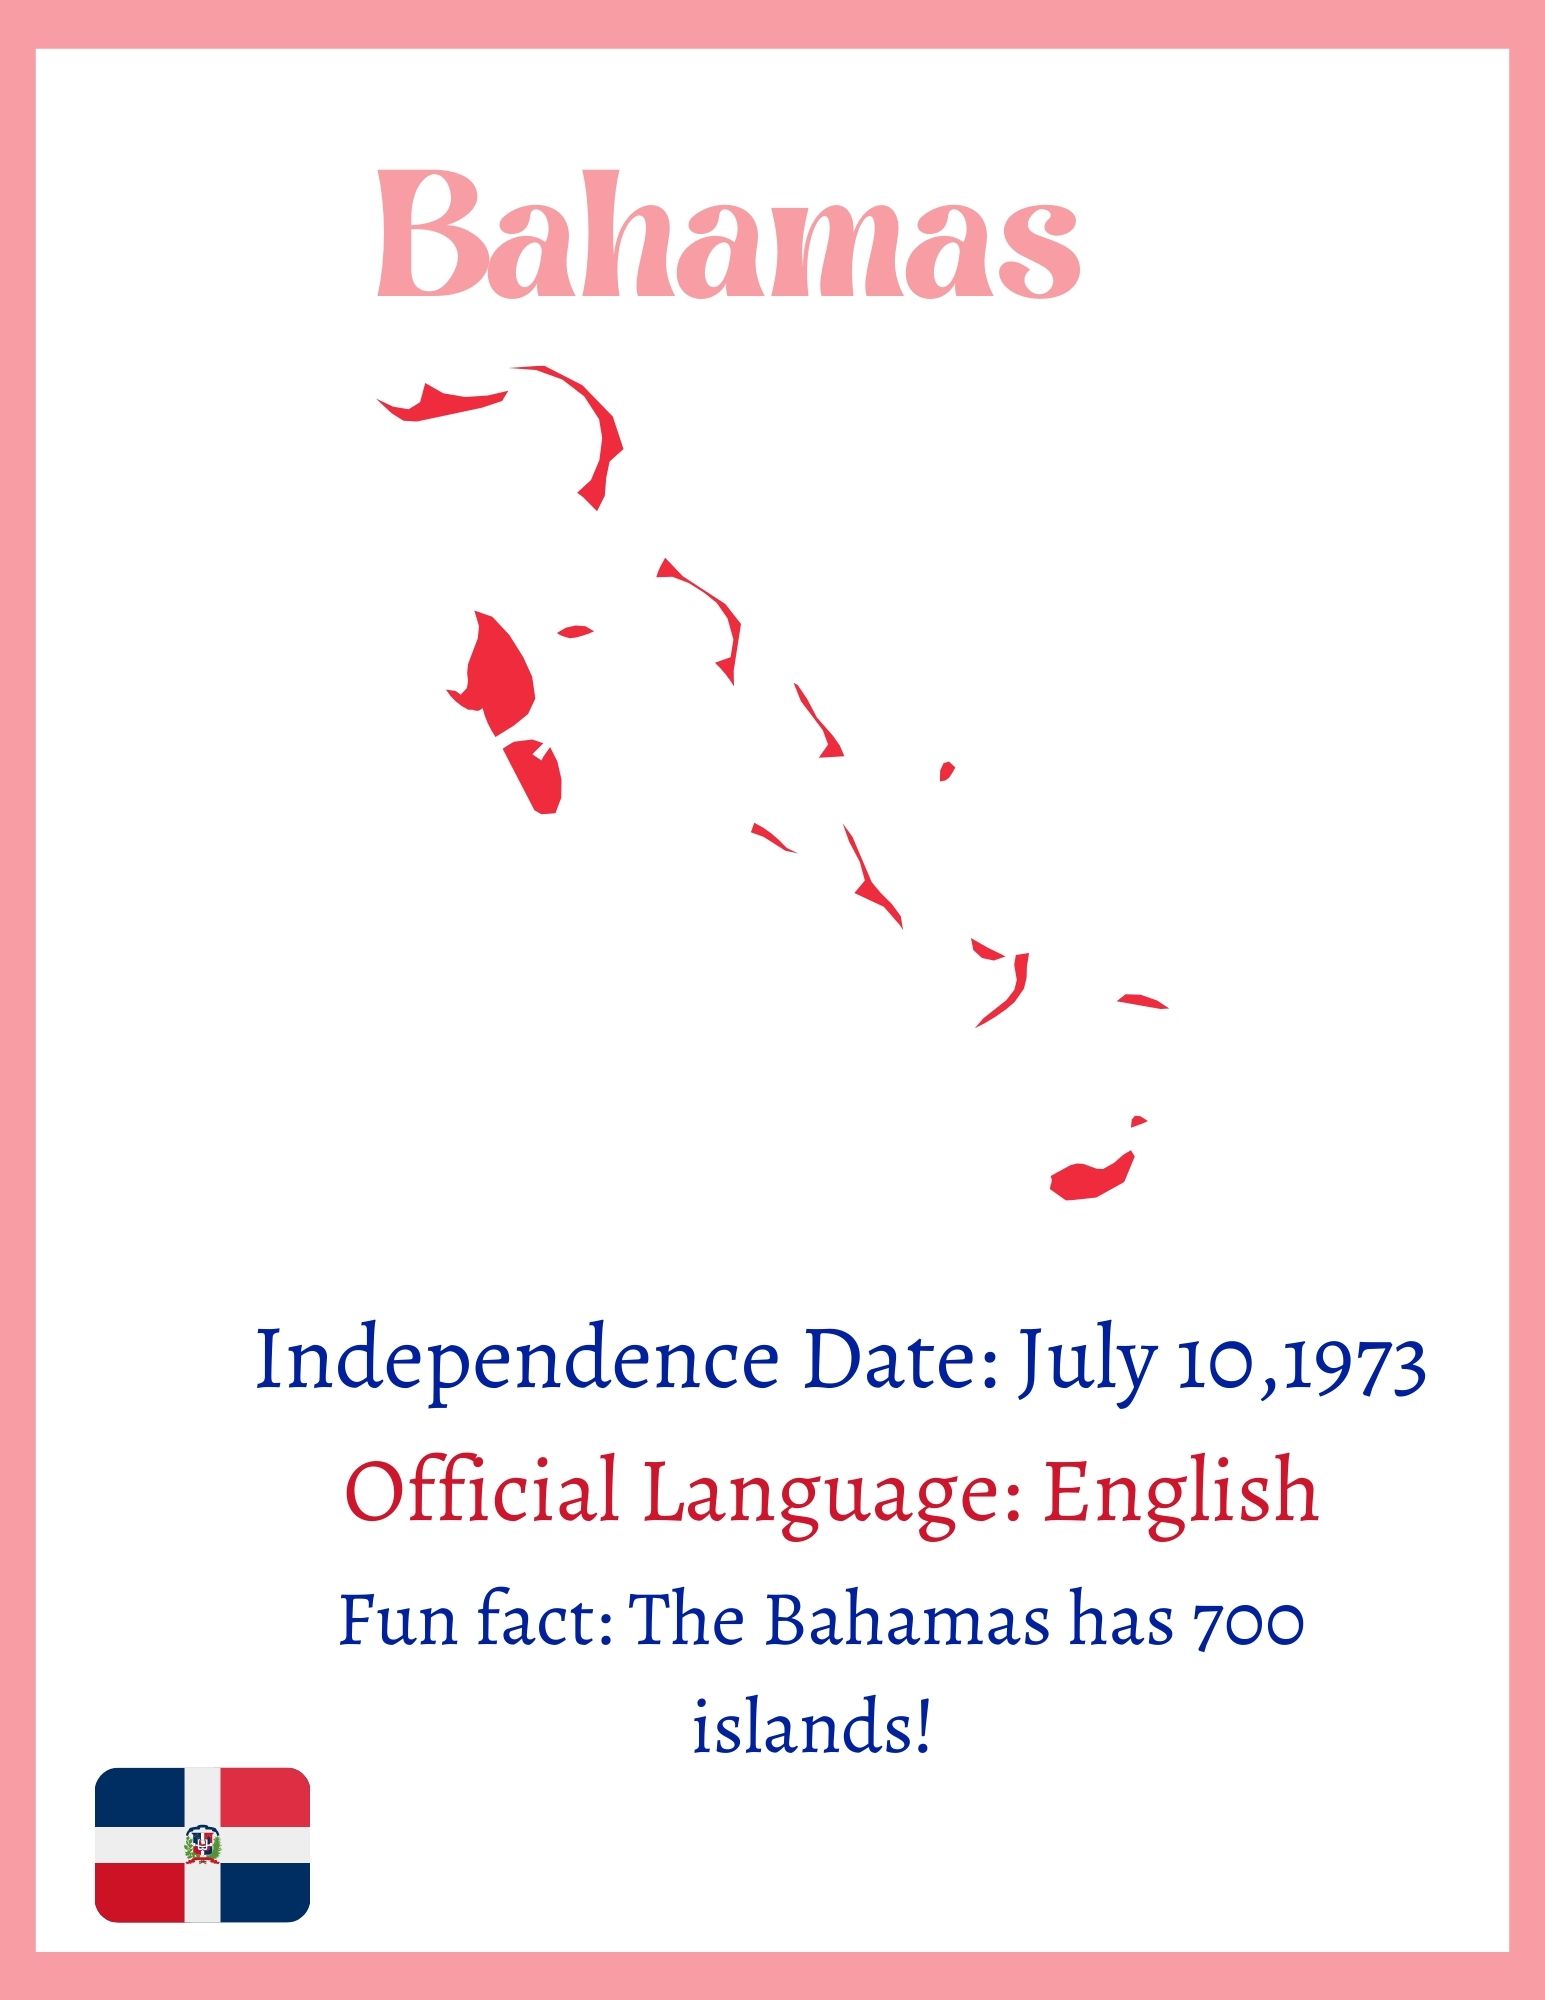 Bahamas
Independence Date: July 10,1973
Official Language: English
Fun fact: The Bahamas has 700
islands!